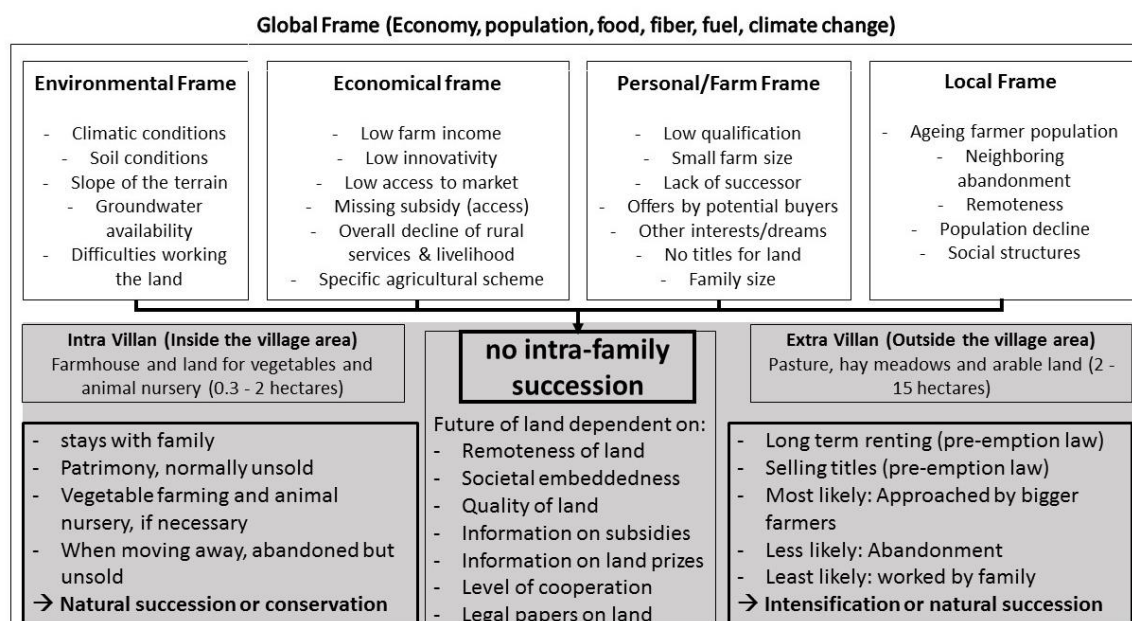 Global Frame (Economy, population, food, fiber, fuel, climate change)
Environmental Frame
- Climatic conditions
- Soil conditions
- Slope of the terrain
- Groundwater
availability
- Difficulties working
the land
Economical frame
- Low farm income
- Low innovativity
- Low access to market
- Missing subsidy (access)
- Overall decline of rural
services & livelihood
- Specific agricultural scheme
Personal/Farm Frame
- Low qualification
- Small farm size
- Lack of successor
- Offers by potential buyers
- Other interests/dreams
- No titles for land
- Family size
Local Frame
- Ageing farmer population
- Neighboring
abandonment
- Remoteness
- Population decline
- Social structures
Intra Villan (Inside the village area)
Farmhouse and land for vegetables and
animal nursery (0.3 - 2 hectares)
- stays with family
- Patrimony, normally unsold
- Vegetable farming and animal
nursery, if necessary
- When moving away, abandoned but
unsold
→ Natural succession or conservation
no intra-family
succession
Future of land dependent on:
- Remoteness of land
- Societal embeddedness
- Quality of land
- Information on subsidies
- Information on land prizes
- Level of cooperation
- Legal papers on land
Extra Villan (Outside the village area)
Pasture, hay meadows and arable land (2 -
15 hectares)
- Long term renting (pre-emption law)
- Selling titles (pre-emption law)
- Most likely: Approached by bigger
farmers
- Less likely: Abandonment
- Least likely: worked by family
→ Intensification or natural succession